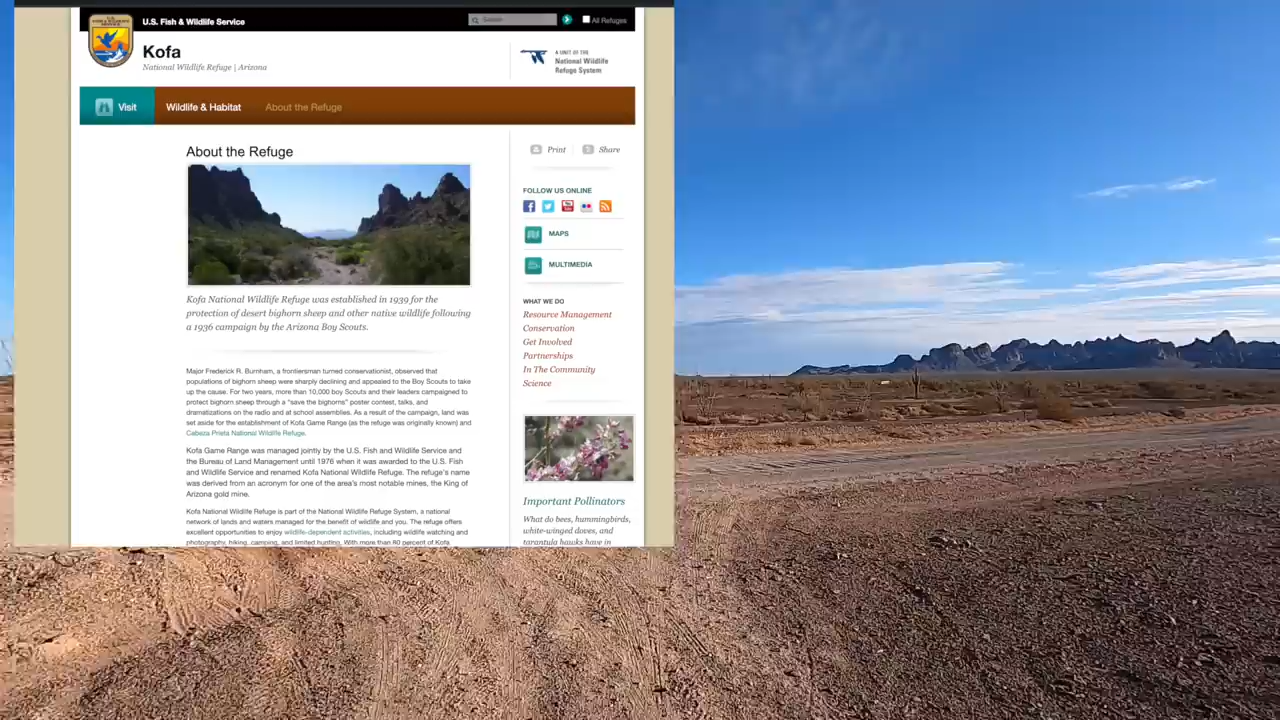 U.S. Fish & Wildlife Service
Search
All Refuges
Kofa
National Wildlife Refuge | Arizona
A UNIT OF THE
National Wildlife
Refuge System
Visit
Wildlife & Habitat
About the Refuge
About the Refuge
Kofa National Wildlife Refuge was established in 1939 for the
protection of desert bighorn sheep and other native wildlife following
a 1936 campaign by the Arizona Boy Scouts.
Major Frederick R. Burnham, a frontiersman turned conservationist, observed that
populations of bighorn sheep were sharply declining and appealed to the Boy Scouts to take
up the cause. For two years, more than 10,000 boy Scouts and their leaders campaigned to
protect bighorn sheep through a "save the bighorns" poster contest, talks, and
dramatizations on the radio and at school assemblies. As a result of the campaign, land was
set aside for the establishment of Kofa Game Range (as the refuge was originally known) and
Cabeza Prieta National Wildlife Refuge.
Kofa Game Range was managed jointly by the U.S. Fish and Wildlife Service and
the Bureau of Land Management until 1976 when it was awarded to the U.S. Fish
and Wildlife Service and renamed Kofa National Wildlife Refuge. The refuge's name
was derived from an acronym for one of the area's most notable mines, the King of
Arizona gold mine.
Kofa National Wildlife Refuge is part of the National Wildlife Refuge System, a national
network of lands and waters managed for the benefit of wildlife and you. The refuge offers
excellent opportunities to enjoy wildlife-dependent activities, including wildlife watching and
photography, hiking, camping, and limited hunting. With more than 80 percent of Kofa
Print
Share
FOLLOW US ONLINE
MAPS
MULTIMEDIA
WHAT WE DO
Resource Management
Conservation
Get Involved
Partnerships
In The Community
Science
Important Pollinators
What do bees, hummingbirds,
white-winged doves, and
tarantula hawks have in